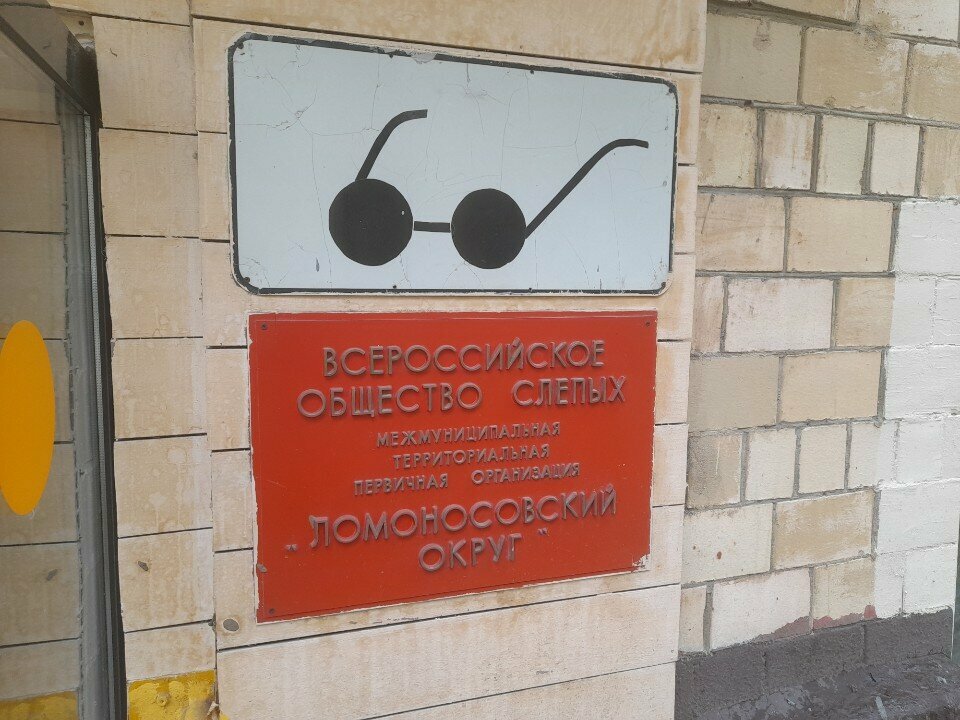 ВСЕРОССИЙСКОЕ
ОБЩЕСТВО СЛЕПЫХ
МЕЖМУНИЦИПАЛЬНАЯ
ТЕРРИТОРИАЛЬНАЯ
ПЕРВИЧНАЯ ОРГАНИЗАЦИЯ
„ЛОМОНОСОВСКИЙ
ОКРУГ"